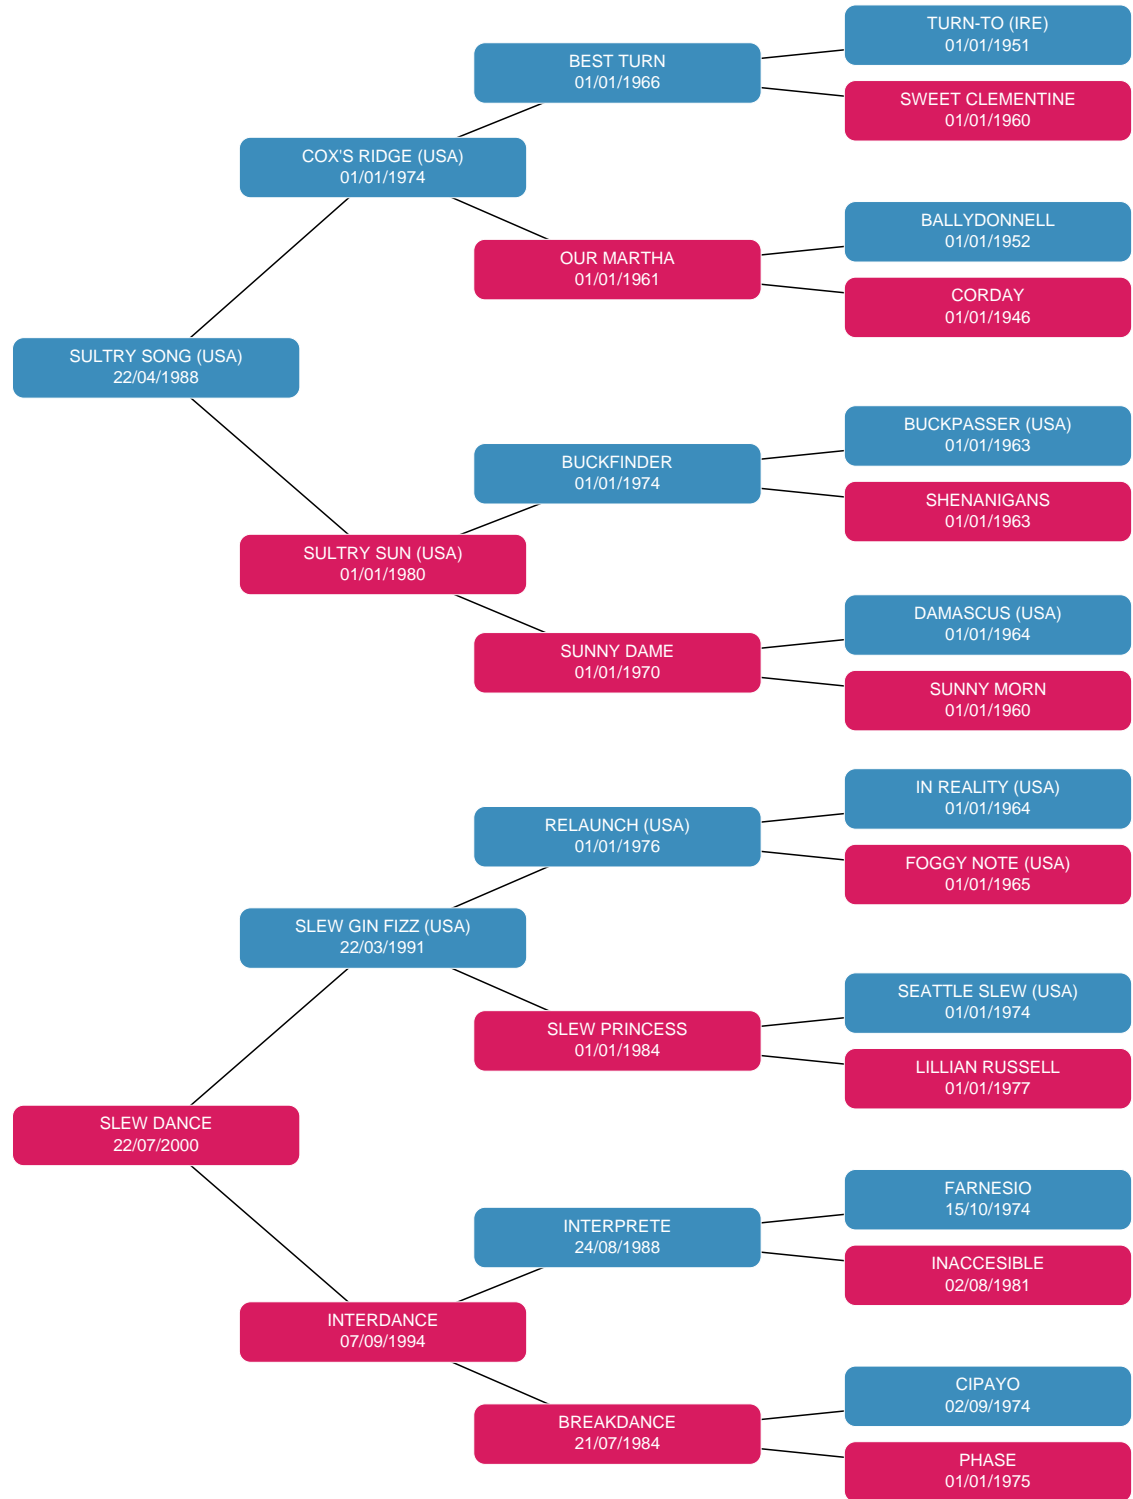 TURN-TO (IRE)
01/01/1951
BEST TURN
01/01/1966
SWEET CLEMENTINE
01/01/1960
COX'S RIDGE (USA)
01/01/1974
BALLYDONNELL
01/01/1952
OUR MARTHA
01/01/1961
CORDAY
01/01/1946
SULTRY SONG (USA)
22/04/1988
BUCKPASSER (USA)
01/01/1963
BUCKFINDER
01/01/1974
SHENANIGANS
01/01/1963
SULTRY SUN (USA)
01/01/1980
DAMASCUS (USA)
01/01/1964
SUNNY DAME
01/01/1970
SUNNY MORN
01/01/1960
IN REALITY (USA)
01/01/1964
RELAUNCH (USA)
01/01/1976
FOGGY NOTE (USA)
01/01/1965
SLEW GIN FIZZ (USA)
22/03/1991
SEATTLE SLEW (USA)
01/01/1974
SLEW PRINCESS
01/01/1984
LILLIAN RUSSELL
01/01/1977
SLEW DANCE
22/07/2000
FARNESIO
15/10/1974
INTERPRETE
24/08/1988
INACCESIBLE
02/08/1981
INTERDANCE
07/09/1994
CIPAYO
02/09/1974
BREAKDANCE
21/07/1984
PHASE
01/01/1975